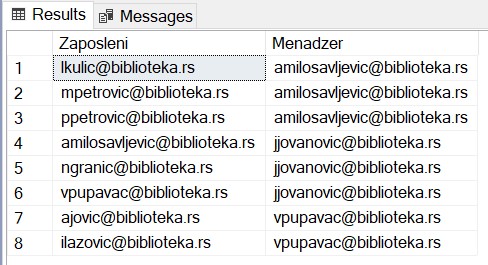 Results Messages
Zaposleni Menadzer
1 lkulic@biblioteka.rs amilosavljevic@biblioteka.rs
2 mpetrovic@biblioteka.rs amilosavljevic@biblioteka.rs
3 ppetrovic@biblioteka.rs amilosavljevic@biblioteka.rs
4 amilosavljevic@biblioteka.rs jjovanovic@biblioteka.rs
5 ngranic@biblioteka.rs jjovanovic@biblioteka.rs
6 vpupavac@biblioteka.rs jjovanovic@biblioteka.rs
7 ajovic@biblioteka.rs vpupavac@biblioteka.rs
8 ilazovic@biblioteka.rs vpupavac@biblioteka.rs